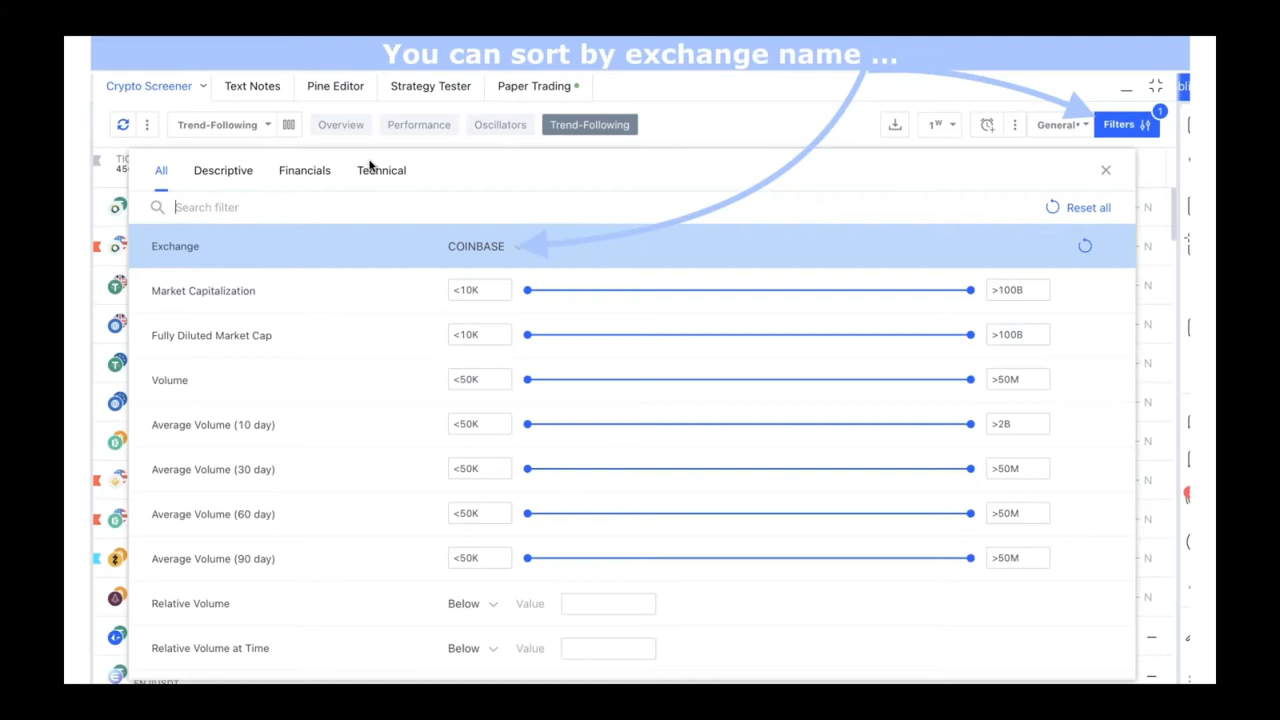 You can sort by exchange name ...
Crypto Screener Text Notes Pine Editor Strategy Tester Paper Trading
Trend-Following Overview Performance Oscillators Trend-Following 1W General Filters 1
All Descriptive Financials Technical
Search filter Reset all
Exchange COINBASE
Market Capitalization <10K >100B
Fully Diluted Market Cap <10K >100B
Volume <50K >50M
Average Volume (10 day) <50K >2B
Average Volume (30 day) <50K >50M
Average Volume (60 day) <50K >50M
Average Volume (90 day) <50K >50M
Relative Volume Below Value
Relative Volume at Time Below Value